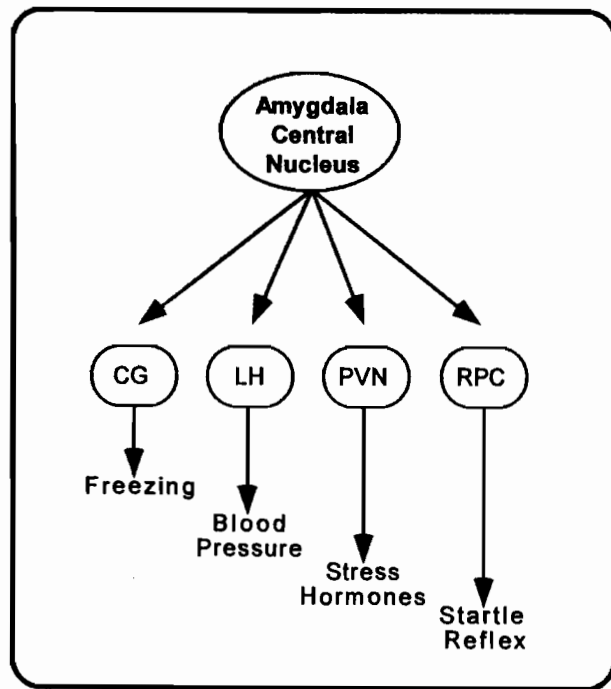 Amygdala
Central
Nucleus
CG
LH
PVN
RPC
Freezing
Blood
Pressure
Stress
Hormones
Startle
Reflex